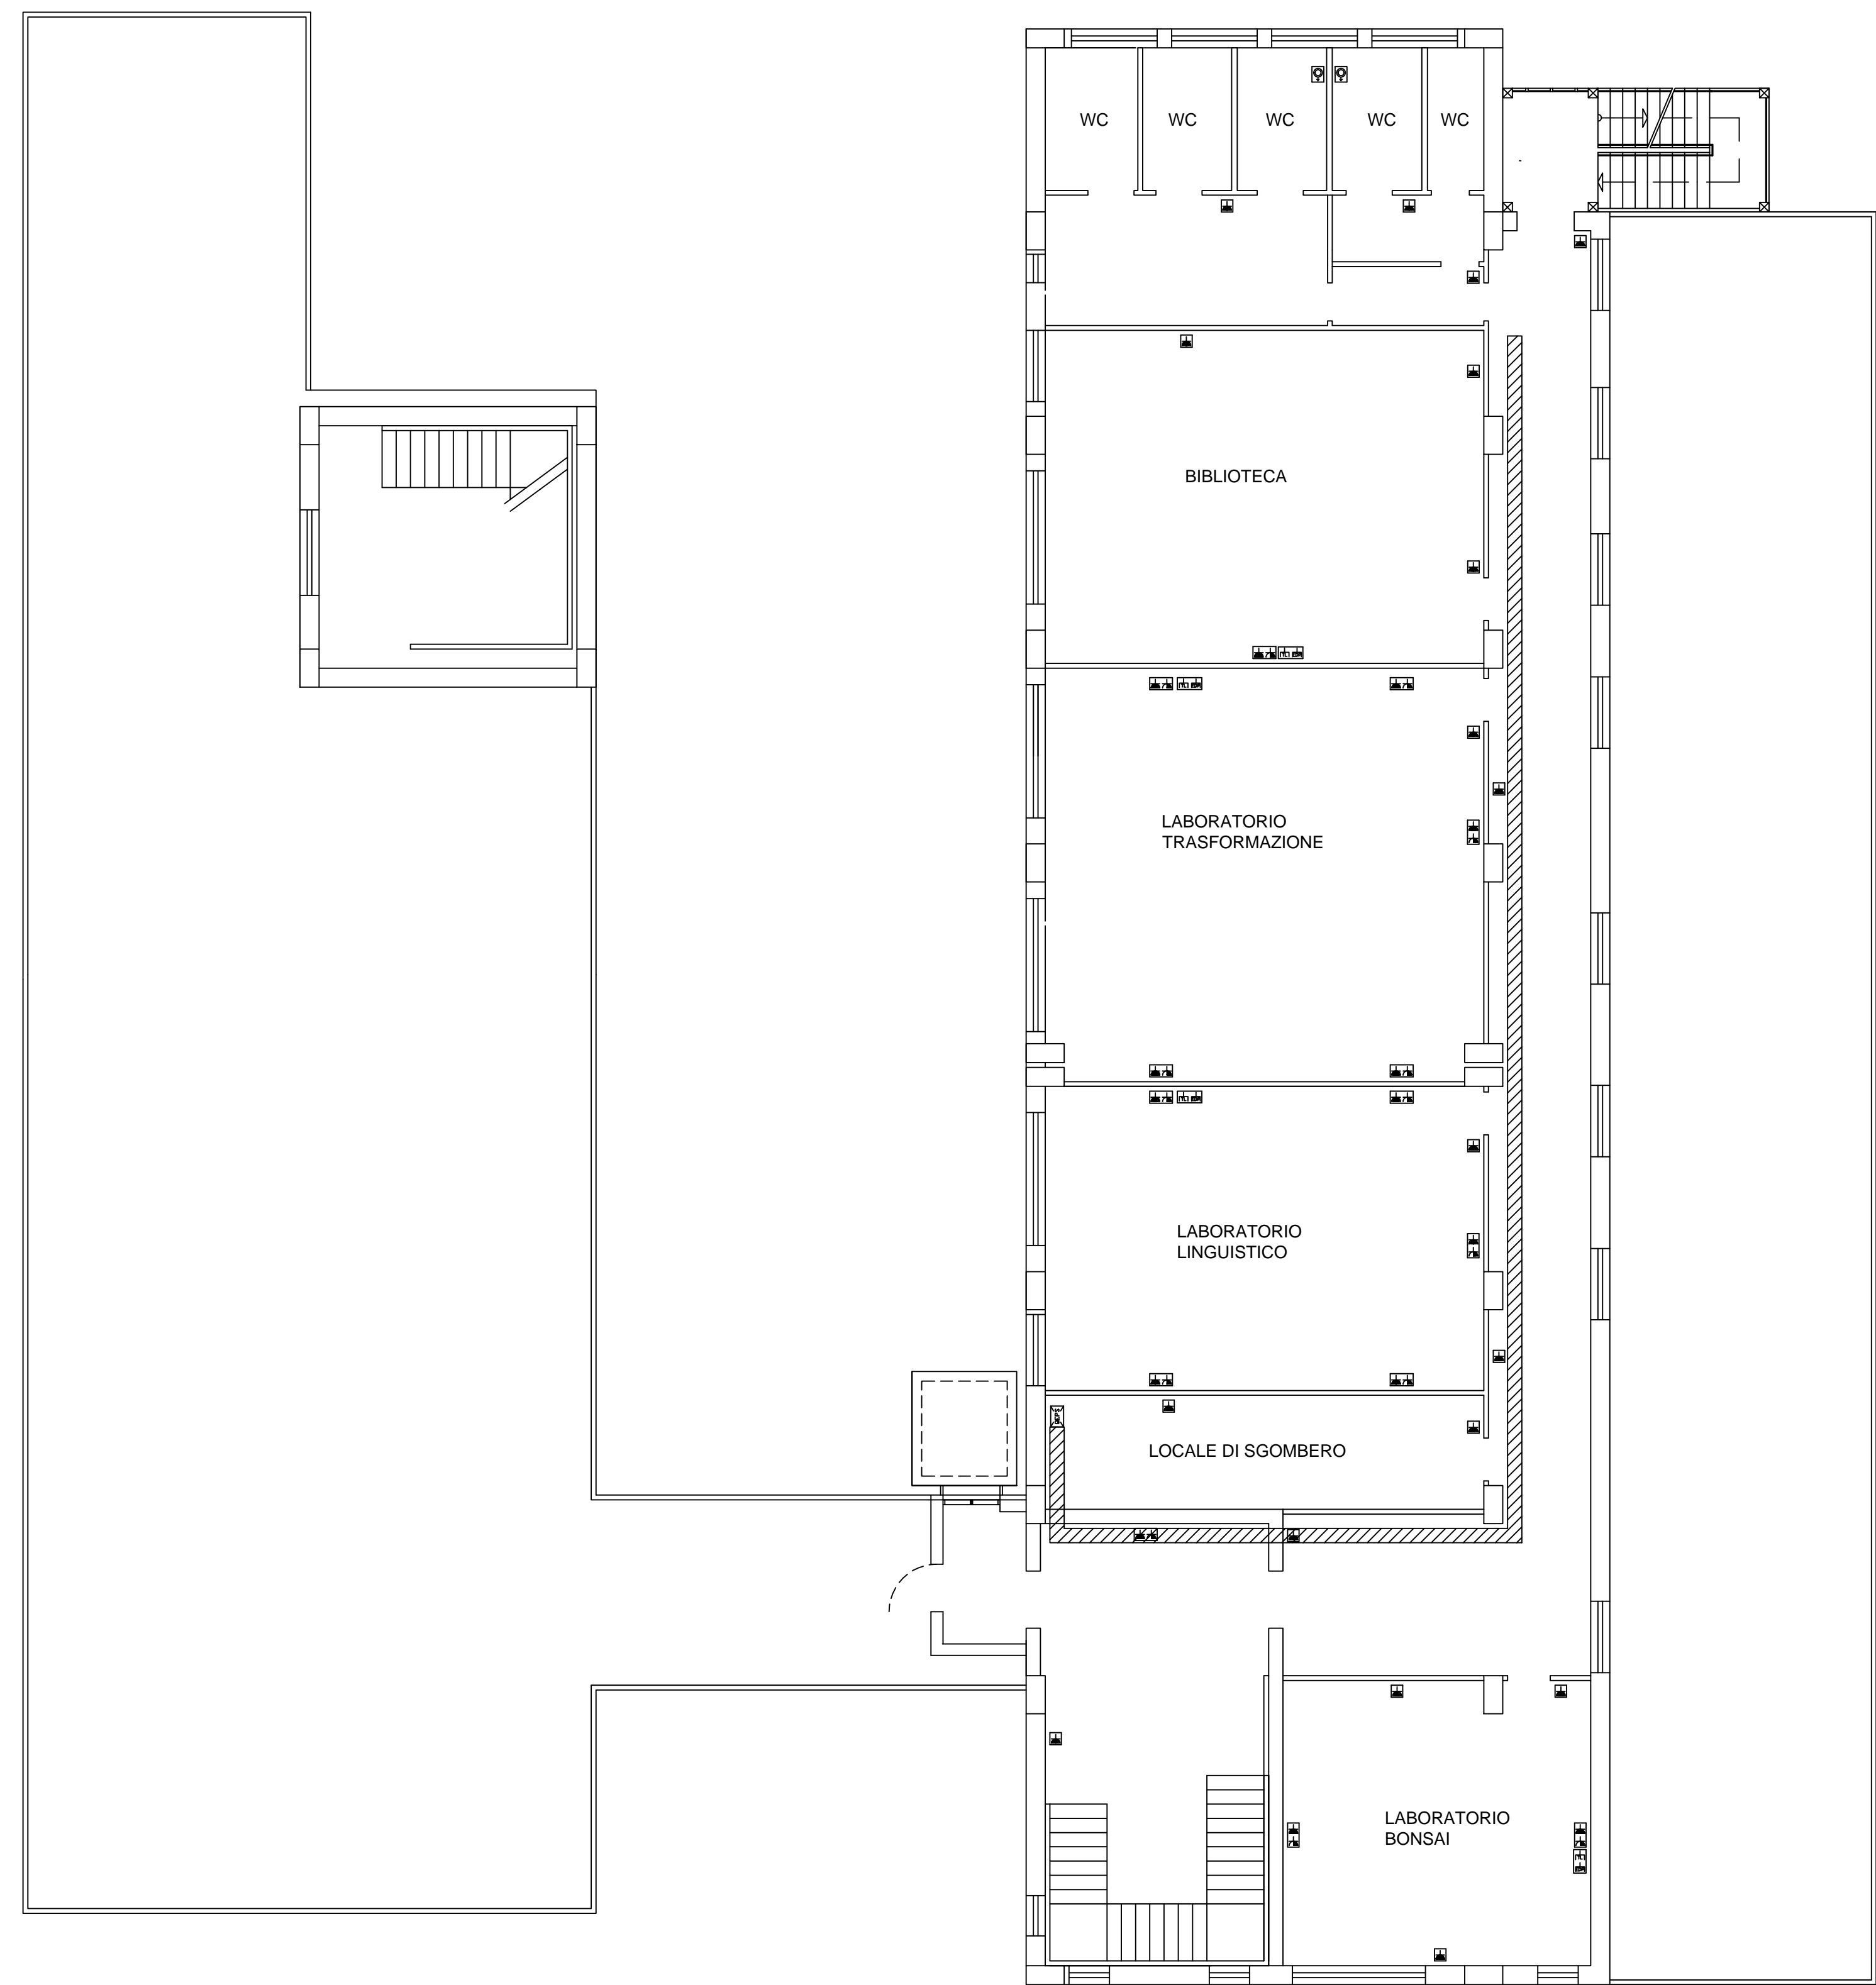 WC
WC
WC
WC
WC
BIBLIOTECA
LABORATORIO
TRASFORMAZIONE
LABORATORIO
LINGUISTICO
LOCALE DI SGOMBERO
LABORATORIO
BONSAI